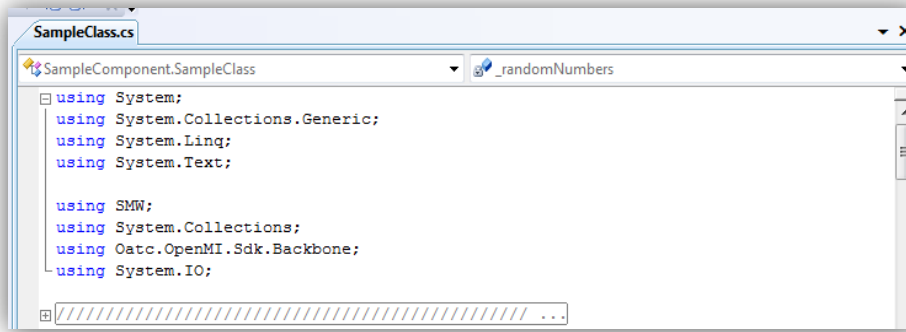 SampleClass.cs
SampleComponent.SampleClass
_randomNumbers
using System;
using System.Collections.Generic;
using System.Linq;
using System.Text;
using SMW;
using System.Collections;
using Oatc.OpenMI.Sdk.Backbone;
using System.IO;
//////////////////////////////////////////////// ...